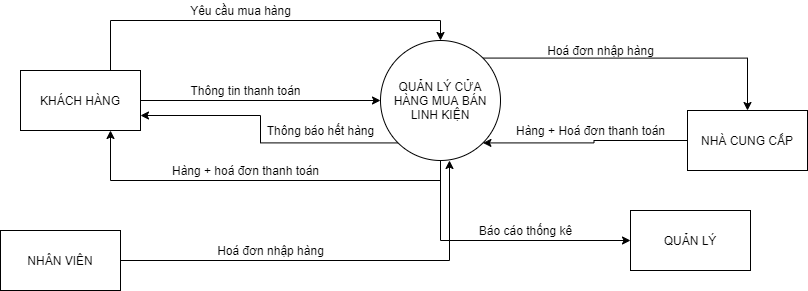 Yêu cầu mua hàng
Hoá đơn nhập hàng
KHÁCH HÀNG
Thông tin thanh toán
QUẢN LÝ CỬA
HÀNG MUA BÁN
LINH KIỆN
Thông báo hết hàng
Hàng + Hoá đơn thanh toán
NHÀ CUNG CẤP
Hàng + hoá đơn thanh toán
Báo cáo thống kê
QUẢN LÝ
NHÂN VIÊN
Hoá đơn nhập hàng